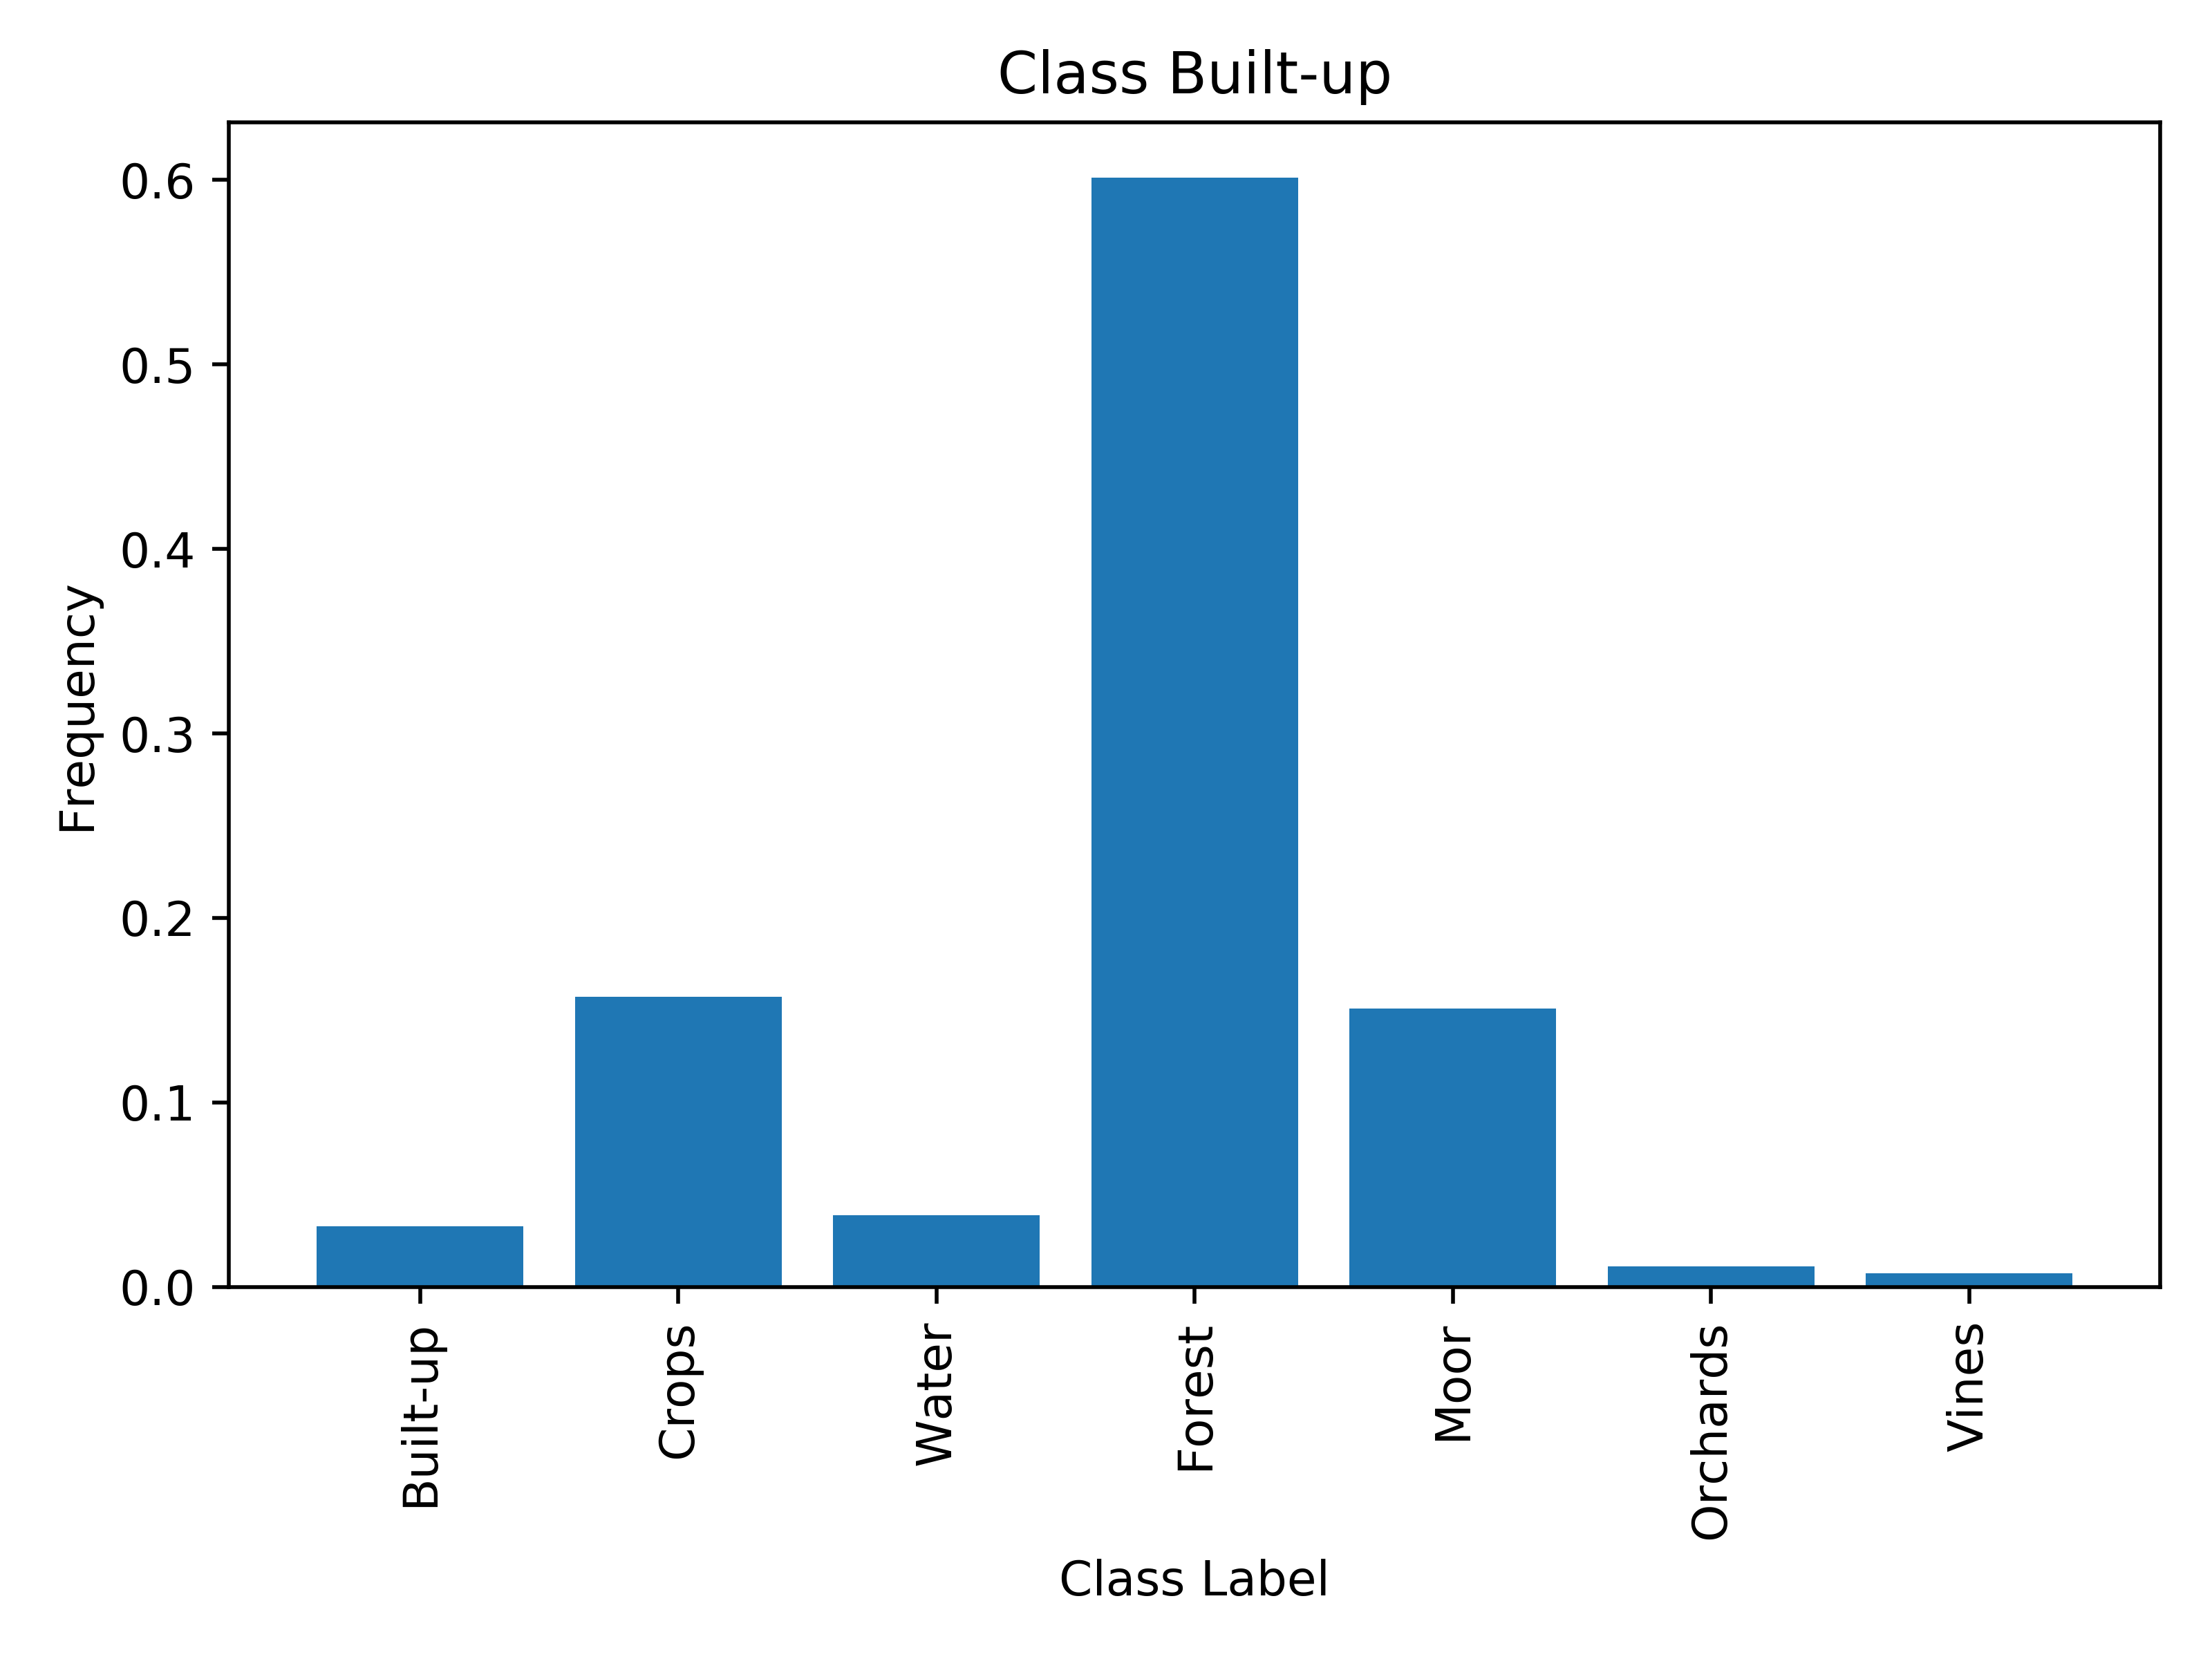 Class Built-up
0.6
0.5
0.4
0.3
0.2
0.1
0.0
Frequency
Built-up
Crops
Water
Forest
Moor
Orchards
Vines
Class Label